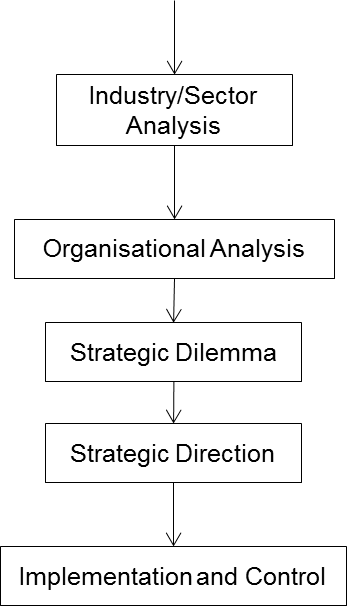 Industry/Sector
Analysis
Organisational Analysis
Strategic Dilemma
Strategic Direction
Implementation and Control